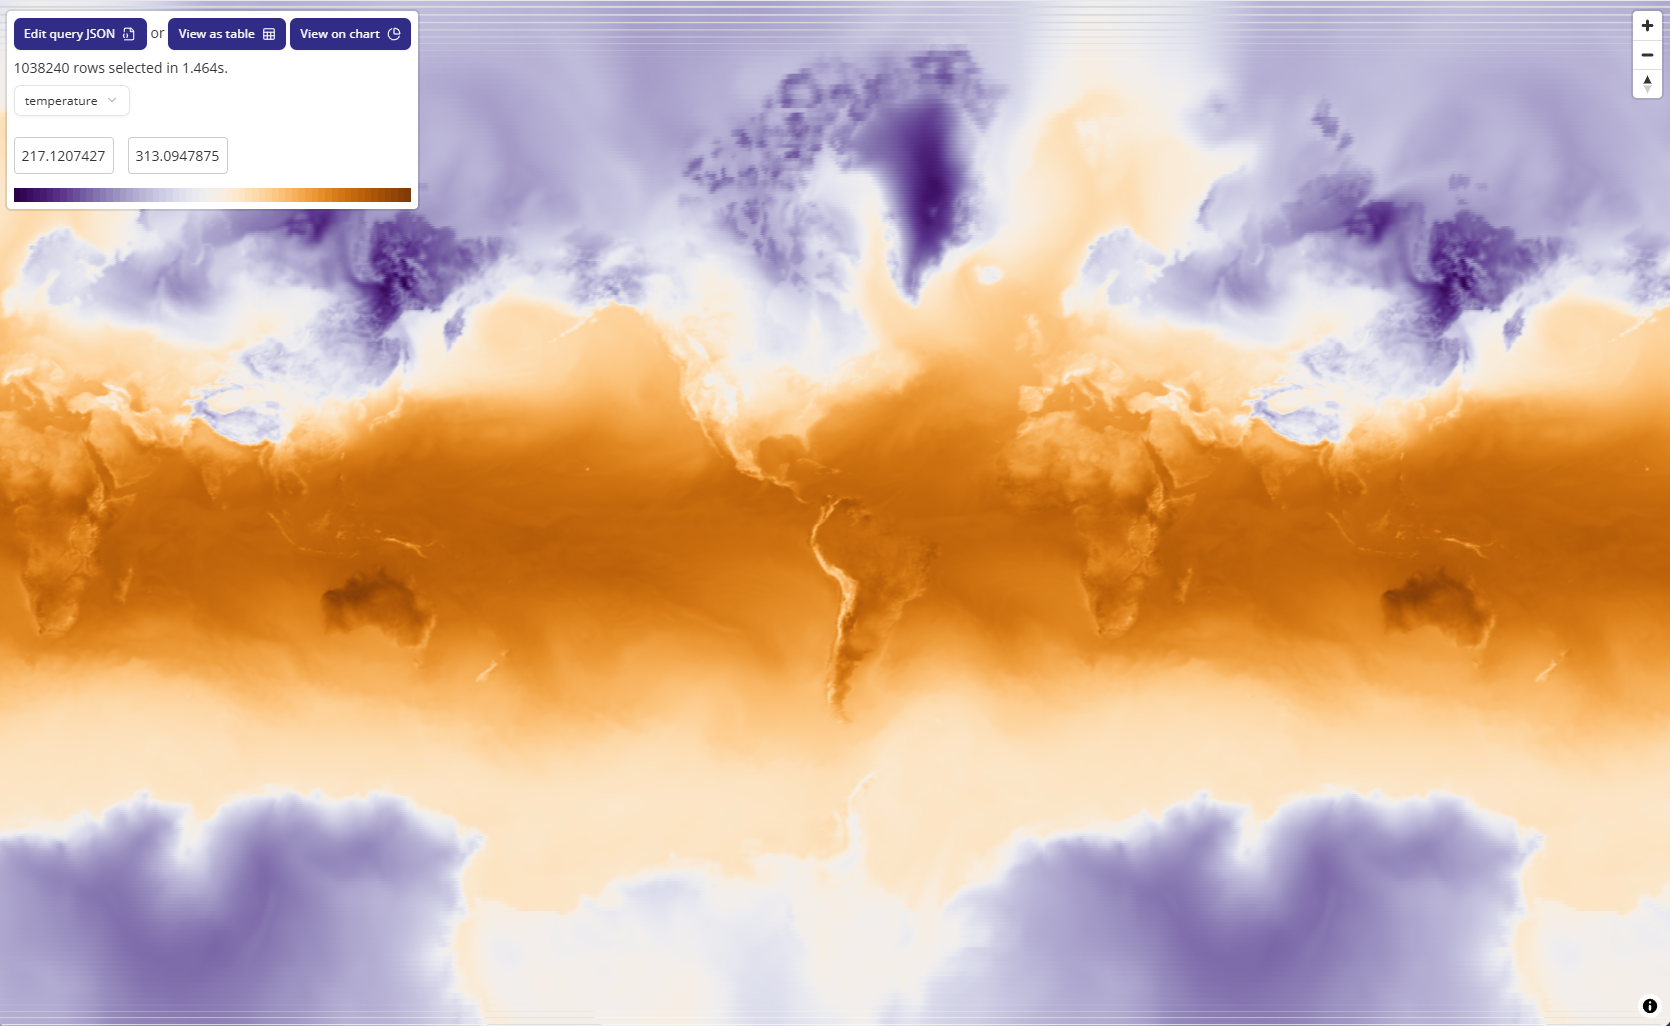 Edit query JSON or View as table View on chart
1038240 rows selected in 1.464s.
temperature
217.1207427 313.0947875